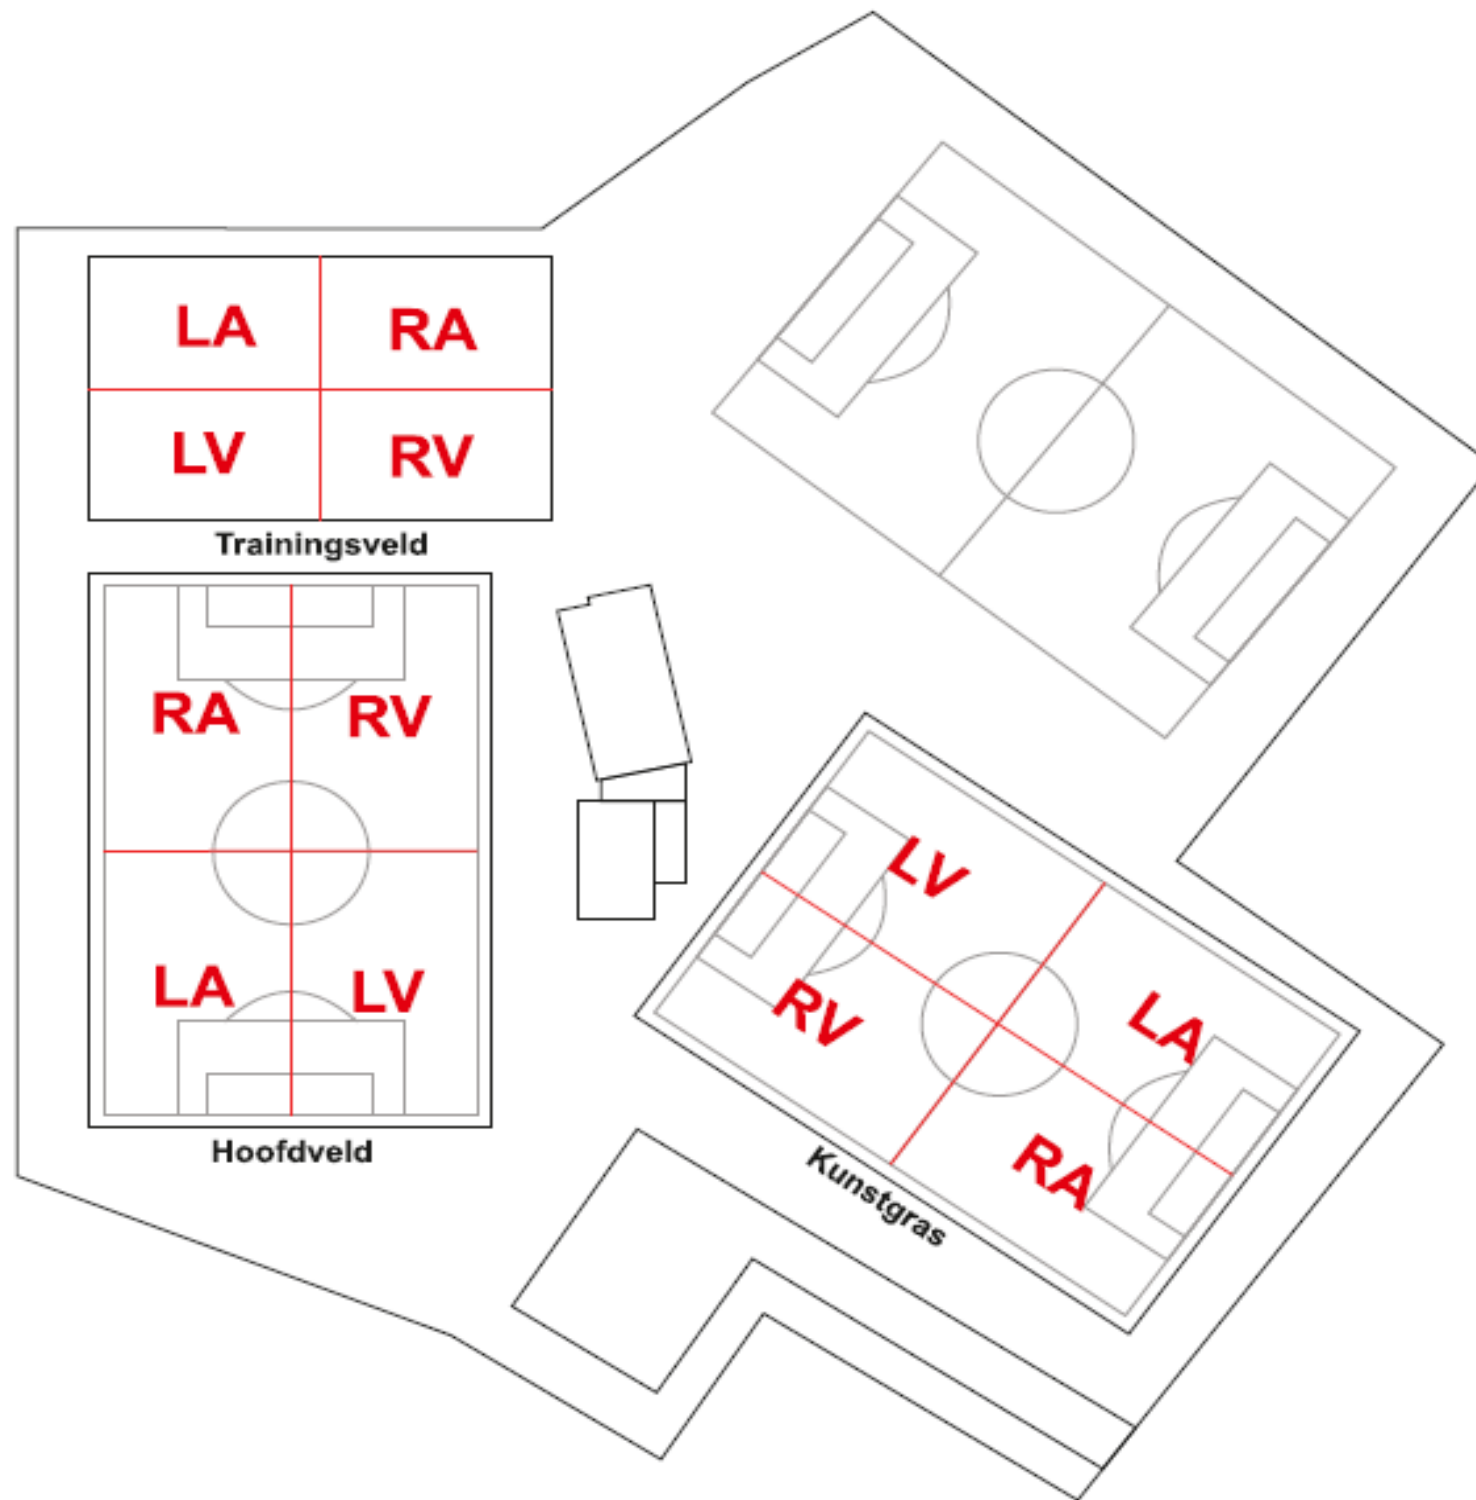 LA RA
LV RV
Trainingsveld
RA RV
LA LV
Hoofdveld
LV
RV
LA
RA
Kunstgras